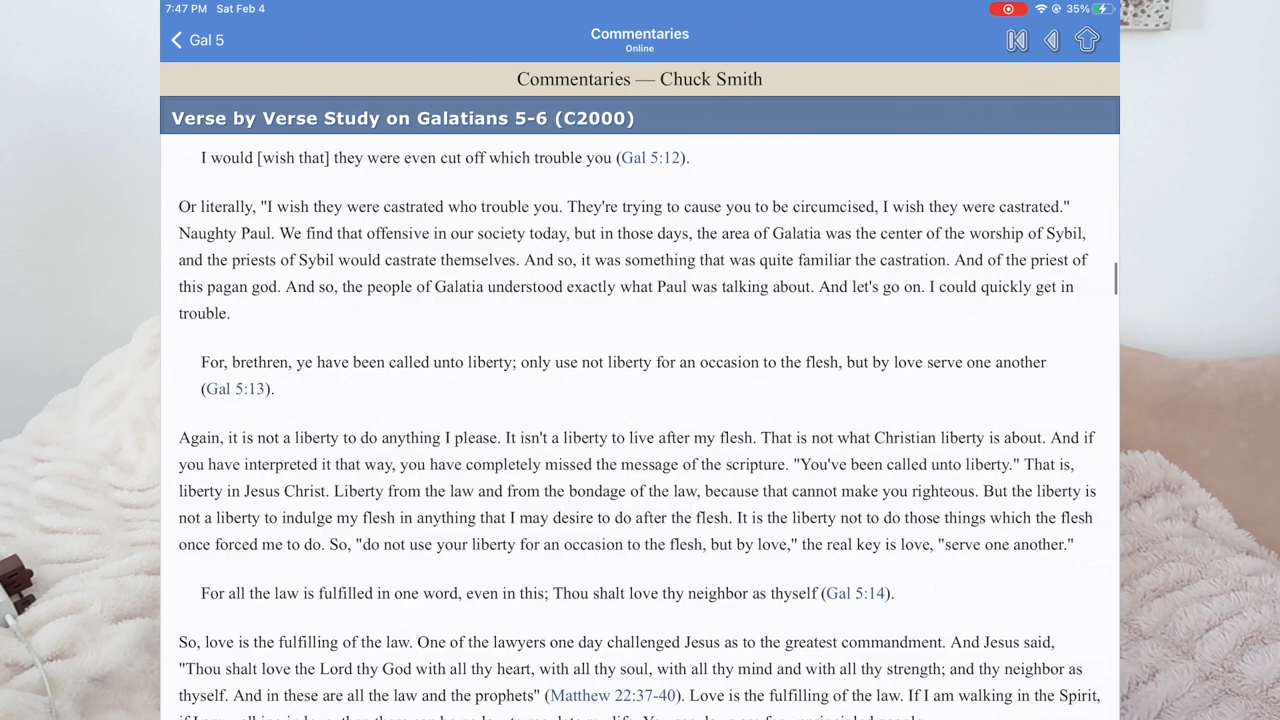 7:47 PM Sat Feb 4
35%
Gal 5
Commentaries
Online
Commentaries — Chuck Smith
Verse by Verse Study on Galatians 5-6 (C2000)
I would [wish that] they were even cut off which trouble you (Gal 5:12).
Or literally, "I wish they were castrated who trouble you. They're trying to cause you to be circumcised, I wish they were castrated."
Naughty Paul. We find that offensive in our society today, but in those days, the area of Galatia was the center of the worship of Sybil,
and the priests of Sybil would castrate themselves. And so, it was something that was quite familiar the castration. And of the priest of
this pagan god. And so, the people of Galatia understood exactly what Paul was talking about. And let's go on. I could quickly get in
trouble.
For, brethren, ye have been called unto liberty; only use not liberty for an occasion to the flesh, but by love serve one another
(Gal 5:13).
Again, it is not a liberty to do anything I please. It isn't a liberty to live after my flesh. That is not what Christian liberty is about. And if
you have interpreted it that way, you have completely missed the message of the scripture. "You've been called unto liberty." That is,
liberty in Jesus Christ. Liberty from the law and from the bondage of the law, because that cannot make you righteous. But the liberty is
not a liberty to indulge my flesh in anything that I may desire to do after the flesh. It is the liberty not to do those things which the flesh
once forced me to do. So, "do not use your liberty for an occasion to the flesh, but by love," the real key is love, "serve one another."
For all the law is fulfilled in one word, even in this; Thou shalt love thy neighbor as thyself (Gal 5:14).
So, love is the fulfilling of the law. One of the lawyers one day challenged Jesus as to the greatest commandment. And Jesus said,
"Thou shalt love the Lord thy God with all thy heart, with all thy soul, with all thy mind and with all thy strength; and thy neighbor as
thyself. And in these are all the law and the prophets" (Matthew 22:37-40). Love is the fulfilling of the law. If I am walking in the Spirit,